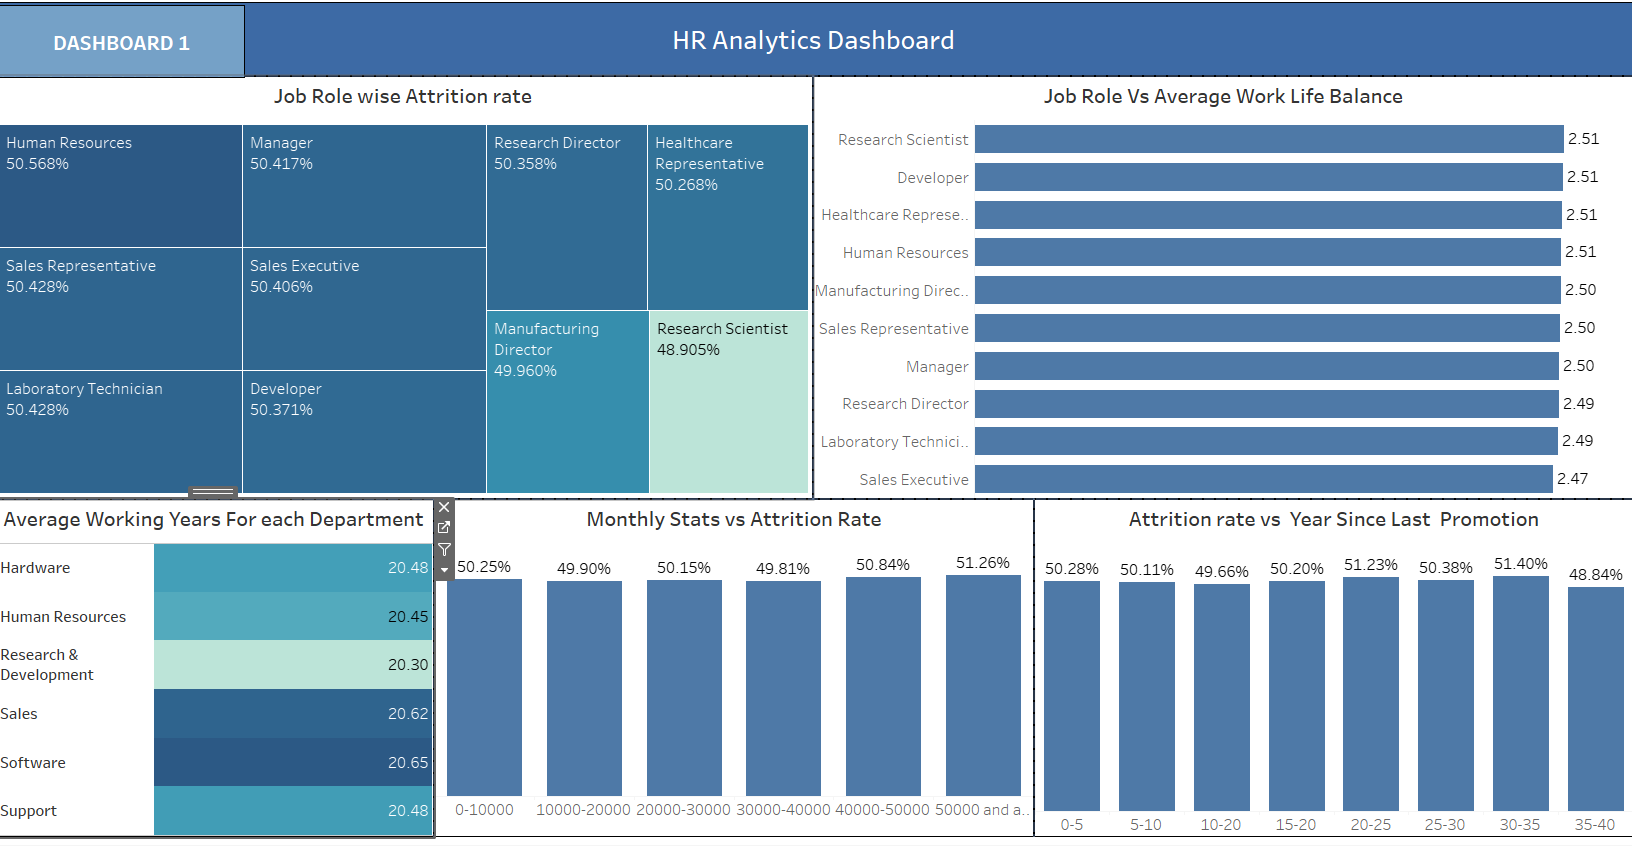 DASHBOARD 1
HR Analytics Dashboard
Job Role wise Attrition rate
Human Resources
50.568%
Manager
50.417%
Research Director
50.358%
Healthcare
Representative
50.268%
Sales Representative
50.428%
Sales Executive
50.406%
Manufacturing
Director
49.960%
Research Scientist
48.905%
Laboratory Technician
50.428%
Developer
50.371%
Job Role Vs Average Work Life Balance
Research Scientist 2.51
Developer 2.51
Healthcare Represe.. 2.51
Human Resources 2.51
Manufacturing Direc.. 2.50
Sales Representative 2.50
Manager 2.50
Research Director 2.49
Laboratory Technici.. 2.49
Sales Executive 2.47
Average Working Years For each Department
Hardware 20.48
Human Resources 20.45
Research &
Development 20.30
Sales 20.62
Software 20.65
Support 20.48
Monthly Stats vs Attrition Rate
50.25% 49.90% 50.15% 49.81% 50.84% 51.26%
0-10000 10000-20000 20000-30000 30000-40000 40000-50000 50000 and a..
Attrition rate vs Year Since Last Promotion
50.28% 50.11% 49.66% 50.20% 51.23% 50.38% 51.40% 48.84%
0-5 5-10 10-20 15-20 20-25 25-30 30-35 35-40